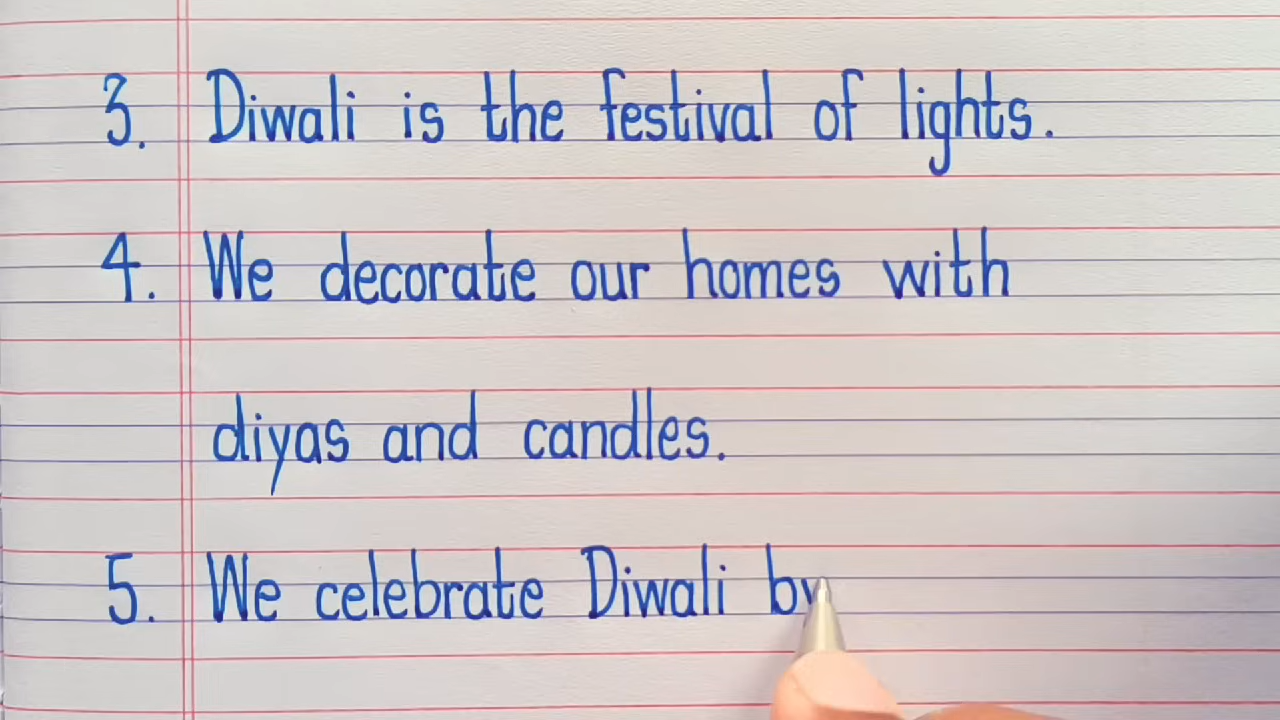 3. Diwali is the festival of lights.
4. We decorate our homes with
diyas and candles.
5. We celebrate Diwali